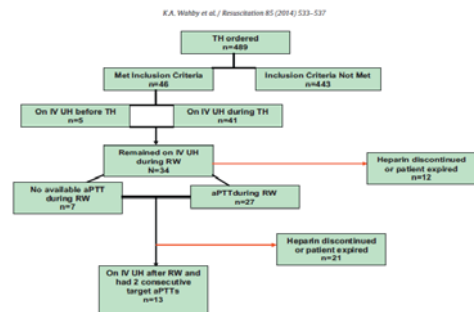 K.A. Wahby et al. / Resuscitation 85 (2014) 533–537
TH ordered
n=489
Met Inclusion Criteria
n=46
Inclusion Criteria Not Met
n=443
On IV UH before TH
n=5
On IV UH during TH
n=41
Remained on IV UH
during RW
N=34
Heparin discontinued
or patient expired
n=12
No available aPTT
during RW
n=7
aPTTduring RW
n=27
Heparin discontinued
or patient expired
n=21
On IV UH after RW and
had 2 consecutive
target aPTTs
n=13